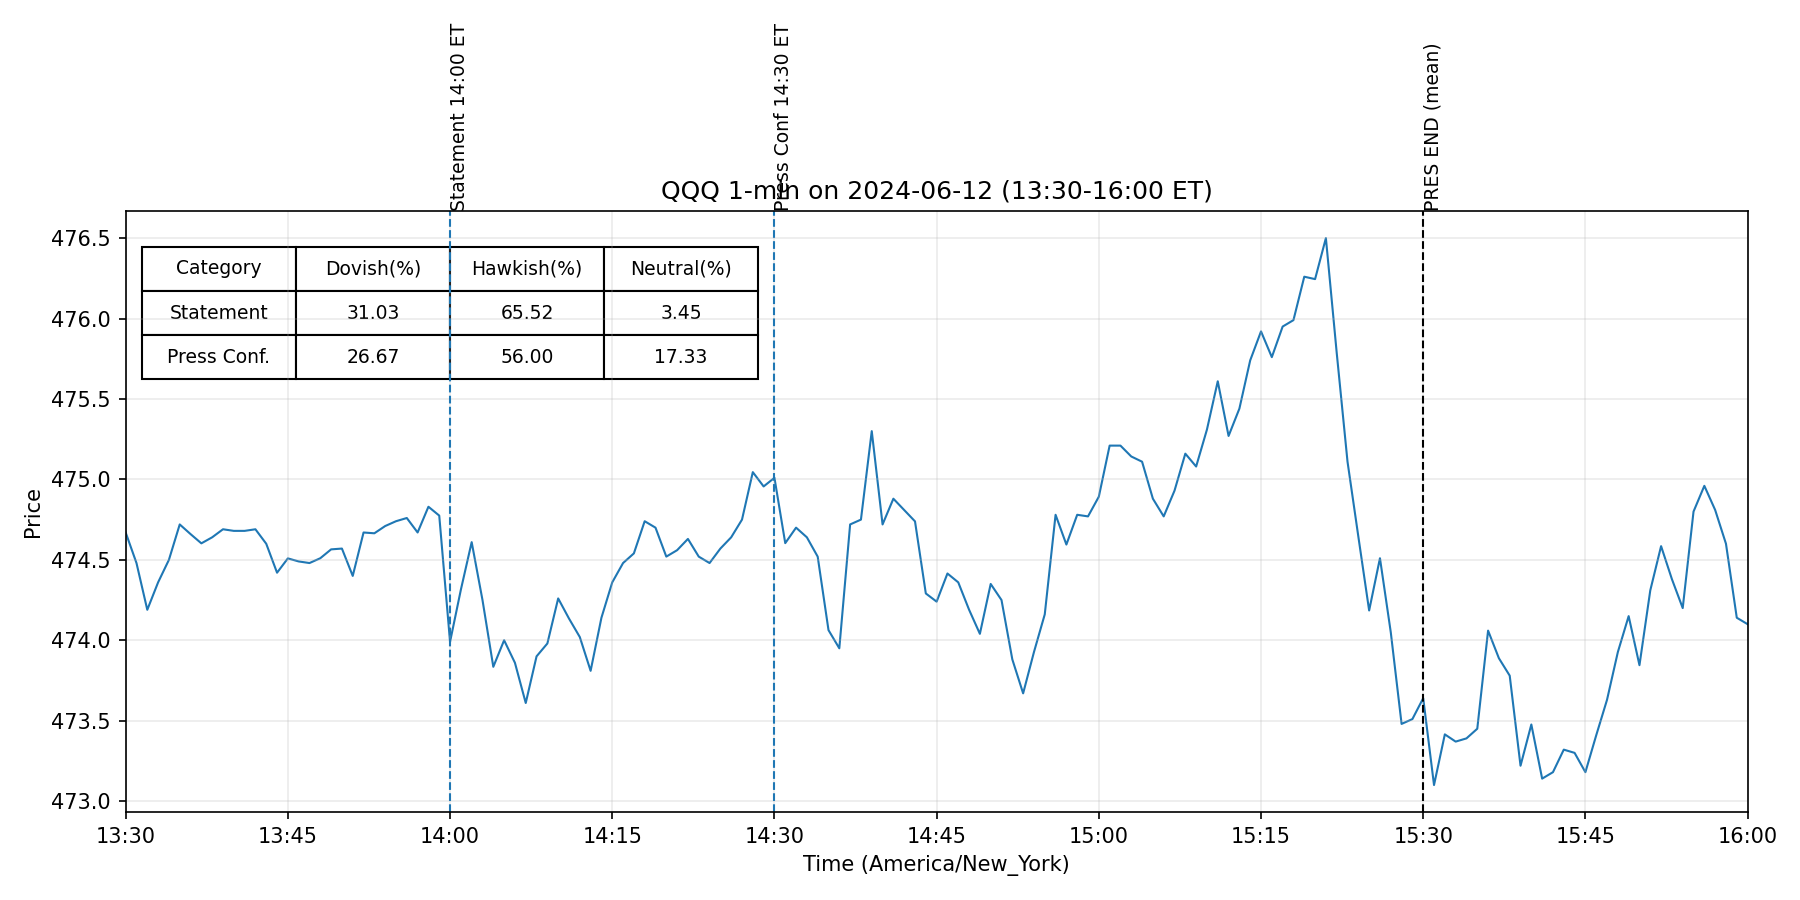 Statement 14:00 ET
Press Conf 14:30 ET
PRES END (mean)
QQQ 1-min on 2024-06-12 (13:30-16:00 ET)
Category Dovish(%) Hawkish(%) Neutral(%)
Statement 31.03 65.52 3.45
Press Conf. 26.67 56.00 17.33
476.5
476.0
475.5
475.0
474.5
474.0
473.5
473.0
Price
13:30 13:45 14:00 14:15 14:30 14:45 15:00 15:15 15:30 15:45 16:00
Time (America/New_York)